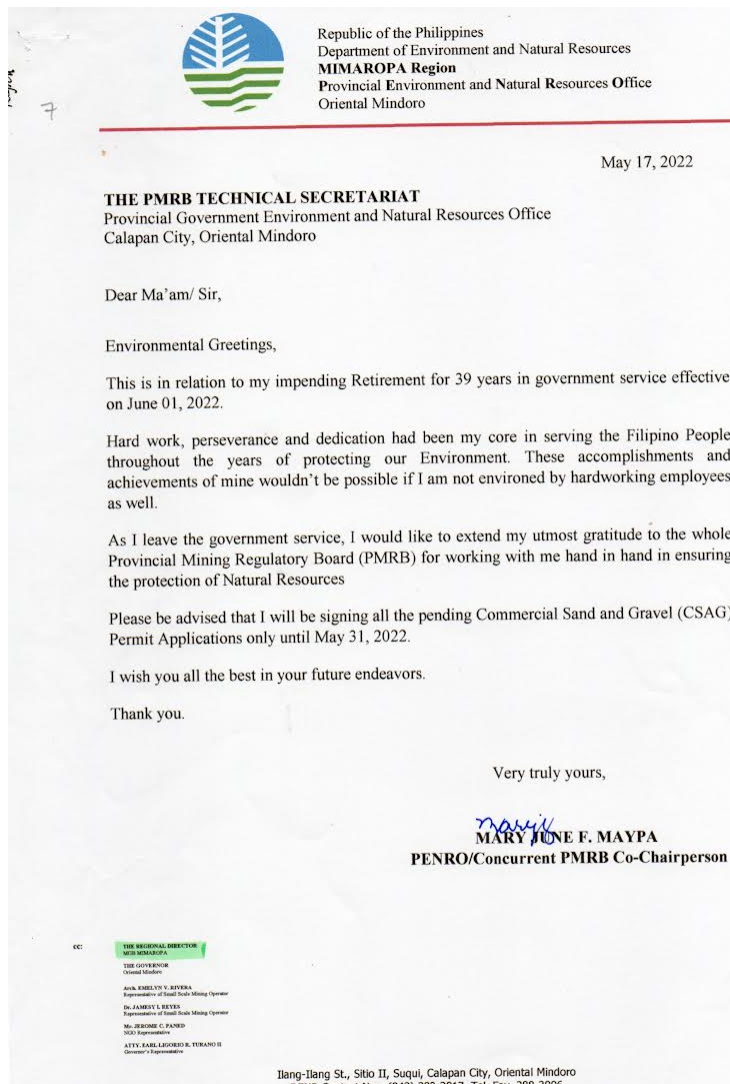 Republic of the Philippines
Department of Environment and Natural Resources
MIMAROPA Region
Provincial Environment and Natural Resources Office
Oriental Mindoro
7
May 17, 2022
THE PMRB TECHNICAL SECRETARIAT
Provincial Government Environment and Natural Resources Office
Calapan City, Oriental Mindoro
Dear Ma'am/ Sir,
Environmental Greetings,
This is in relation to my impending Retirement for 39 years in government service effective
on June 01, 2022.
Hard work, perseverance and dedication had been my core in serving the Filipino People
throughout the years of protecting our Environment. These accomplishments and
achievements of mine wouldn't be possible if I am not environed by hardworking employees
as well.
As I leave the government service, I would like to extend my utmost gratitude to the whole
Provincial Mining Regulatory Board (PMRB) for working with me hand in hand in ensuring
the protection of Natural Resources
Please be advised that I will be signing all the pending Commercial Sand and Gravel (CSAG)
Permit Applications only until May 31, 2022.
I wish you all the best in your future endeavors.
Thank you.
Very truly yours,
MARY JUNE F. MAYPA
PENRO/Concurrent PMRB Co-Chairperson
cc:
THE REGIONAL DIRECTOR
MGB MIMAROPA
THE GOVERNOR
Oriental Mindoro
Arch. EMELYN V. RIVERA
Representative of Small Scale Mining Operator
Dr. JAMESY I. REYES
Representative of Small Scale Mining Operator
JEROME C. PANED
NGO Representative
ATTY. EARL LIGORIO R. TURANO II
Governor's Representative
Ilang-Ilang St., Sitio II, Suqui, Calapan City, Oriental Mindoro